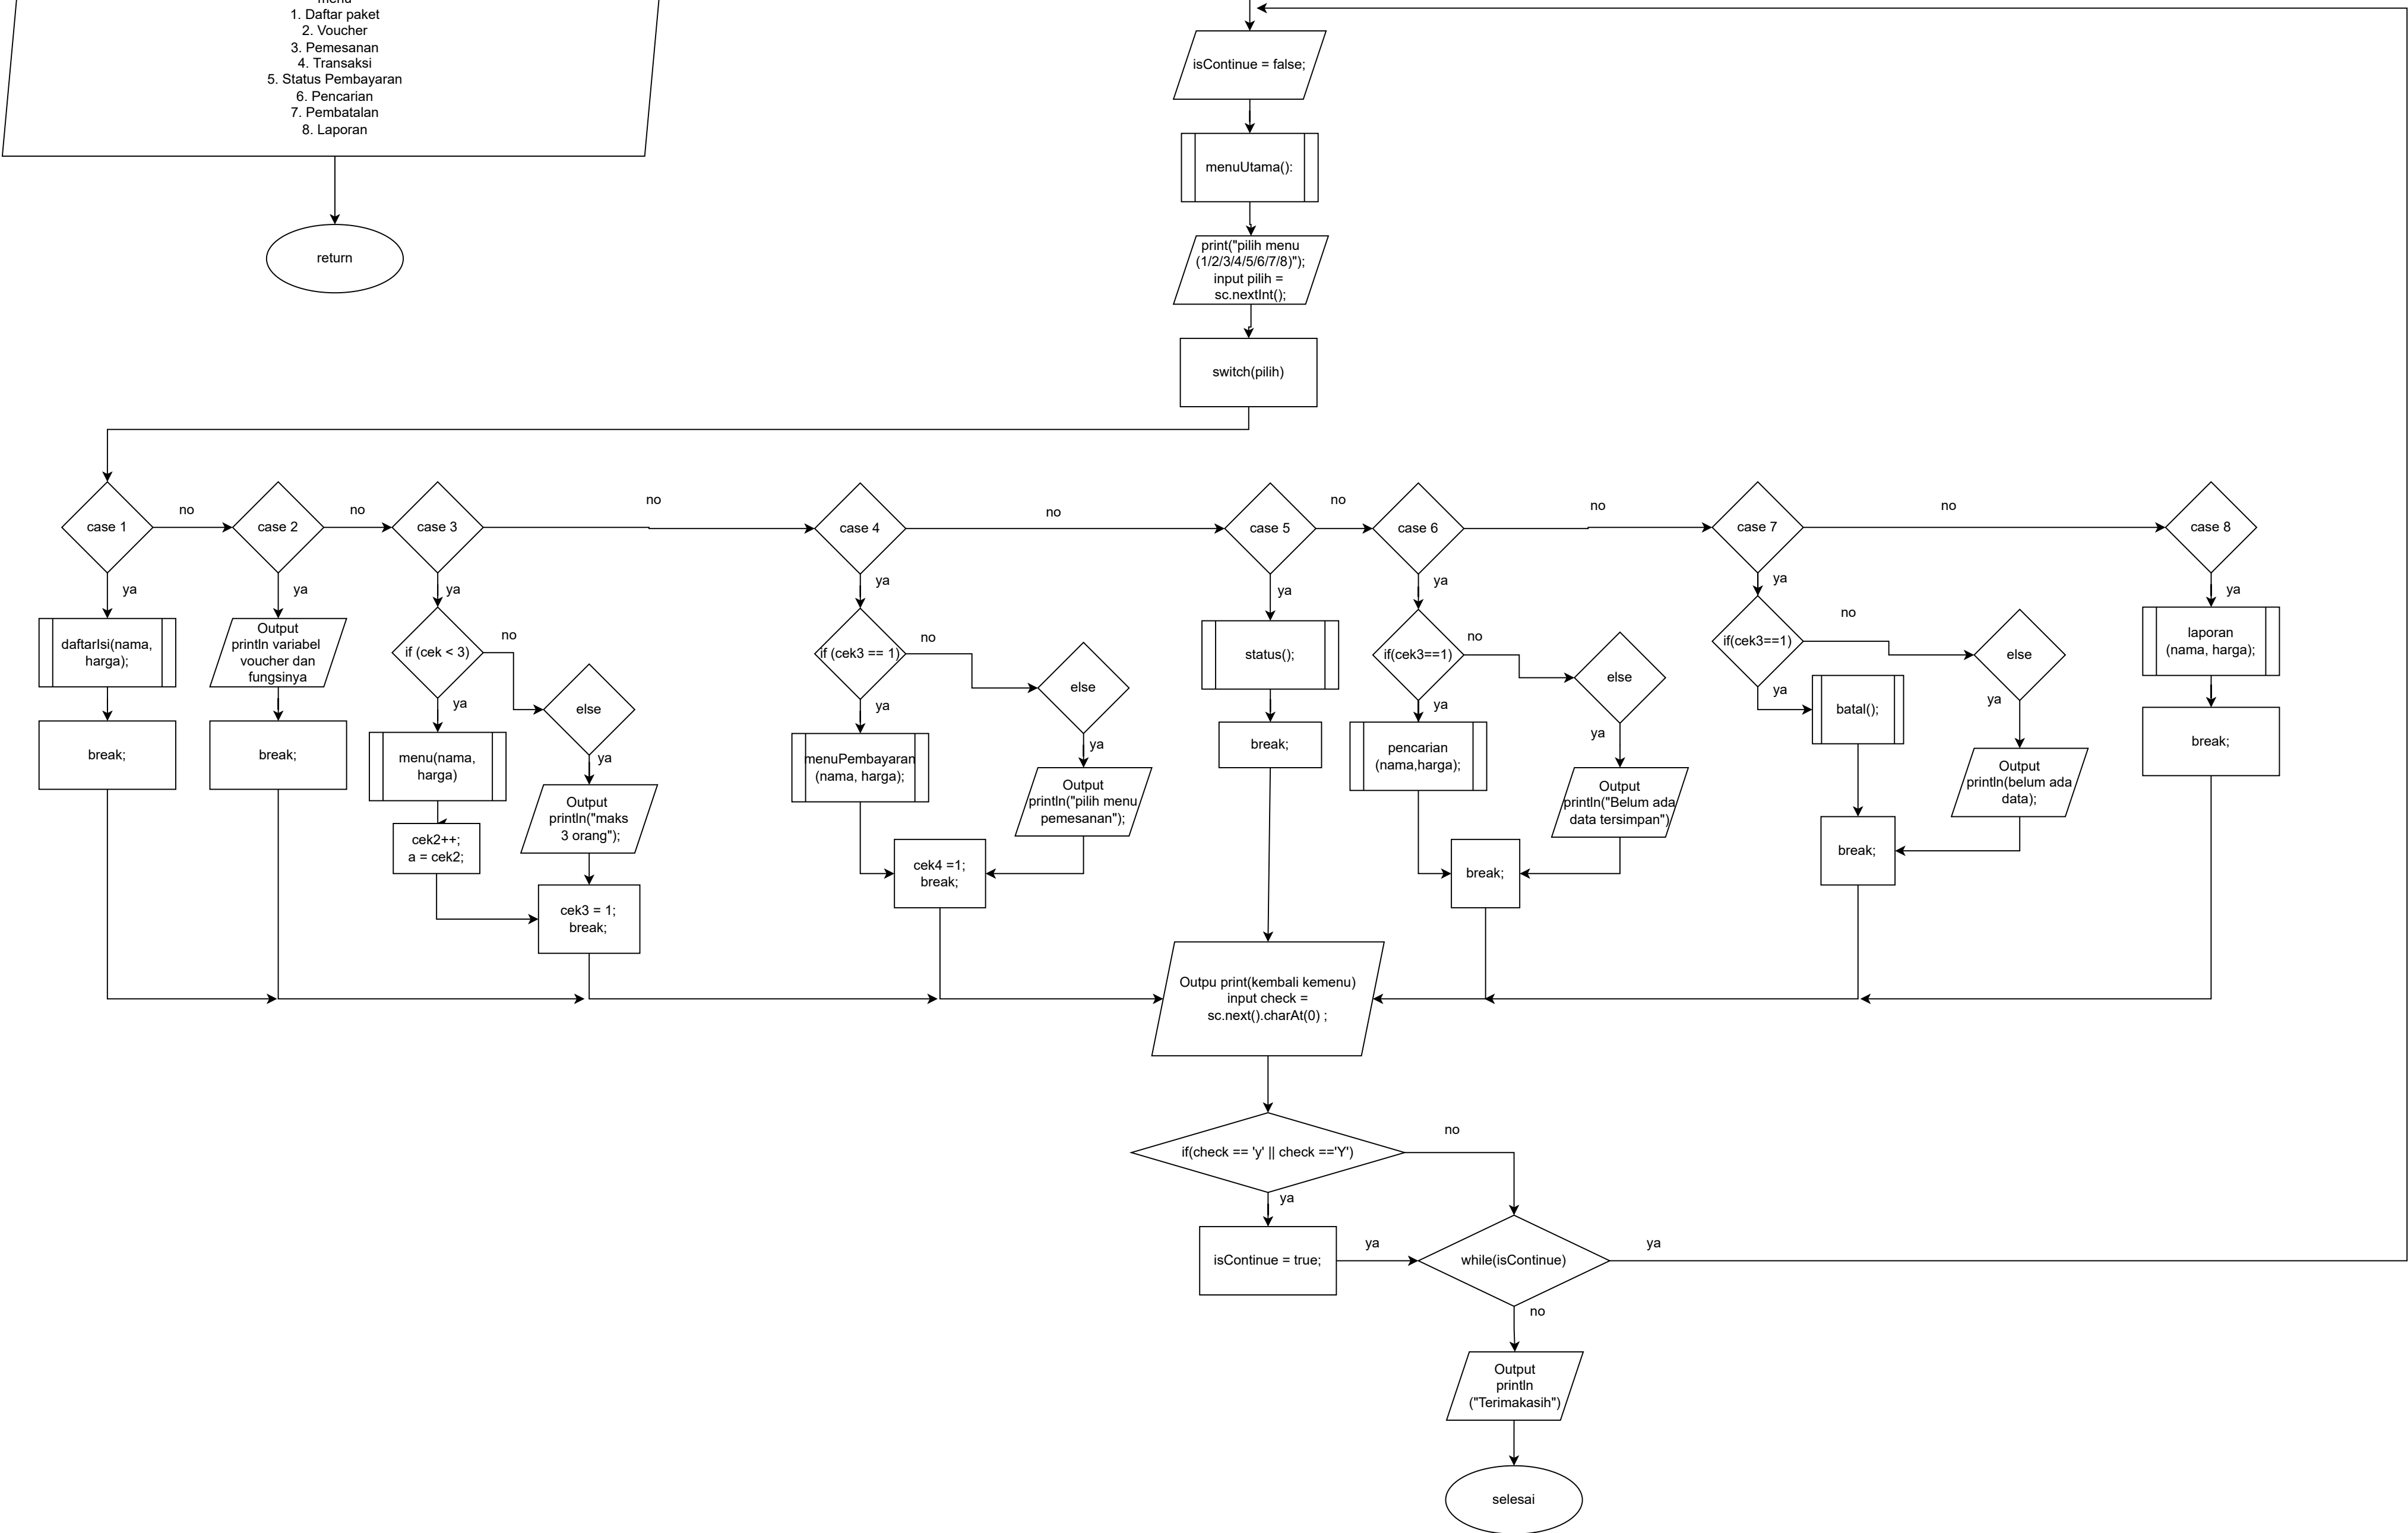 menu
1. Daftar paket
2. Voucher
3. Pemesanan
4. Transaksi
5. Status Pembayaran
6. Pencarian
7. Pembatalan
8. Laporan
return
isContinue = false;
menuUtama():
print("pilih menu
(1/2/3/4/5/6/7/8)");
input pilih =
sc.nextInt();
switch(pilih)
case 1
no
case 2
no
case 3
no
case 4
no
case 5
no
case 6
no
case 7
no
case 8
ya
daftarIsi(nama,
harga);
break;
ya
Output
println variabel
voucher dan
fungsinya
break;
ya
if (cek < 3)
no
else
ya
menu(nama,
harga)
cek2++;
a = cek2;
ya
Output
println("maks
3 orang");
cek3 = 1;
break;
ya
if (cek3 == 1)
no
else
ya
menuPembayaran
(nama, harga);
ya
Output
println("pilih menu
pemesanan");
cek4 =1;
break;
ya
status();
break;
ya
if(cek3==1)
no
else
ya
pencarian
(nama,harga);
ya
Output
println("Belum ada
data tersimpan")
break;
ya
if(cek3==1)
no
else
ya
batal();
ya
Output
println(belum ada
data);
break;
ya
laporan
(nama, harga);
break;
Outpu print(kembali kemenu)
input check =
sc.next().charAt(0) ;
if(check == 'y' || check =='Y')
no
ya
isContinue = true;
ya
while(isContinue)
ya
no
Output
println
("Terimakasih")
selesai